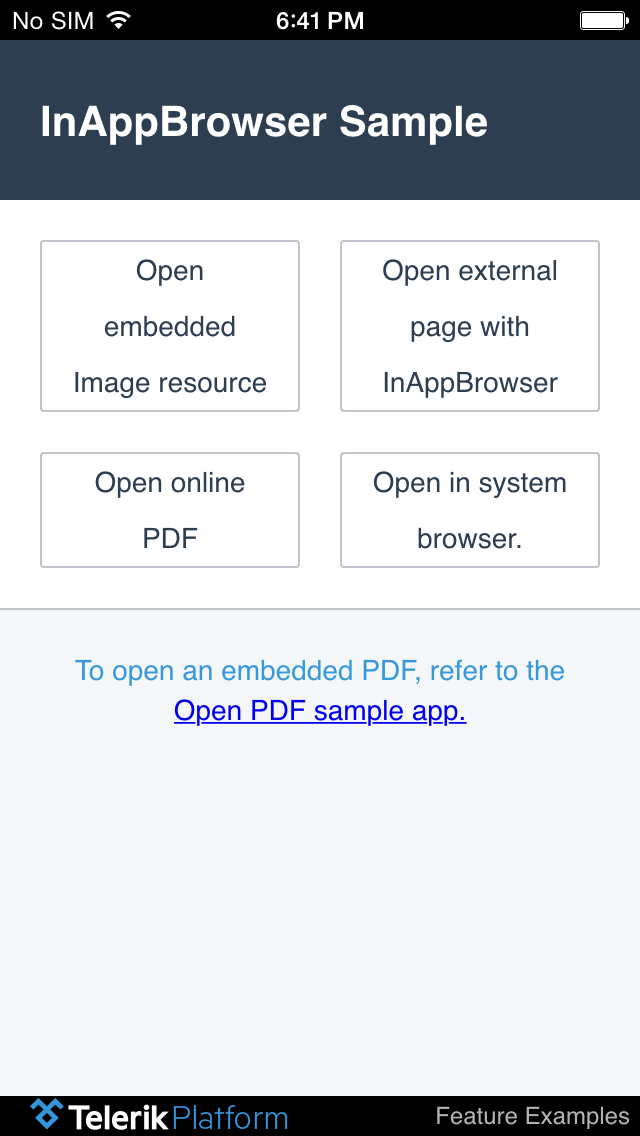 No SIM 6:41 PM
InAppBrowser Sample
Open
embedded
Image resource
Open external
page with
InAppBrowser
Open online
PDF
Open in system
browser.
To open an embedded PDF, refer to the
Open PDF sample app.
Telerik Platform Feature Examples